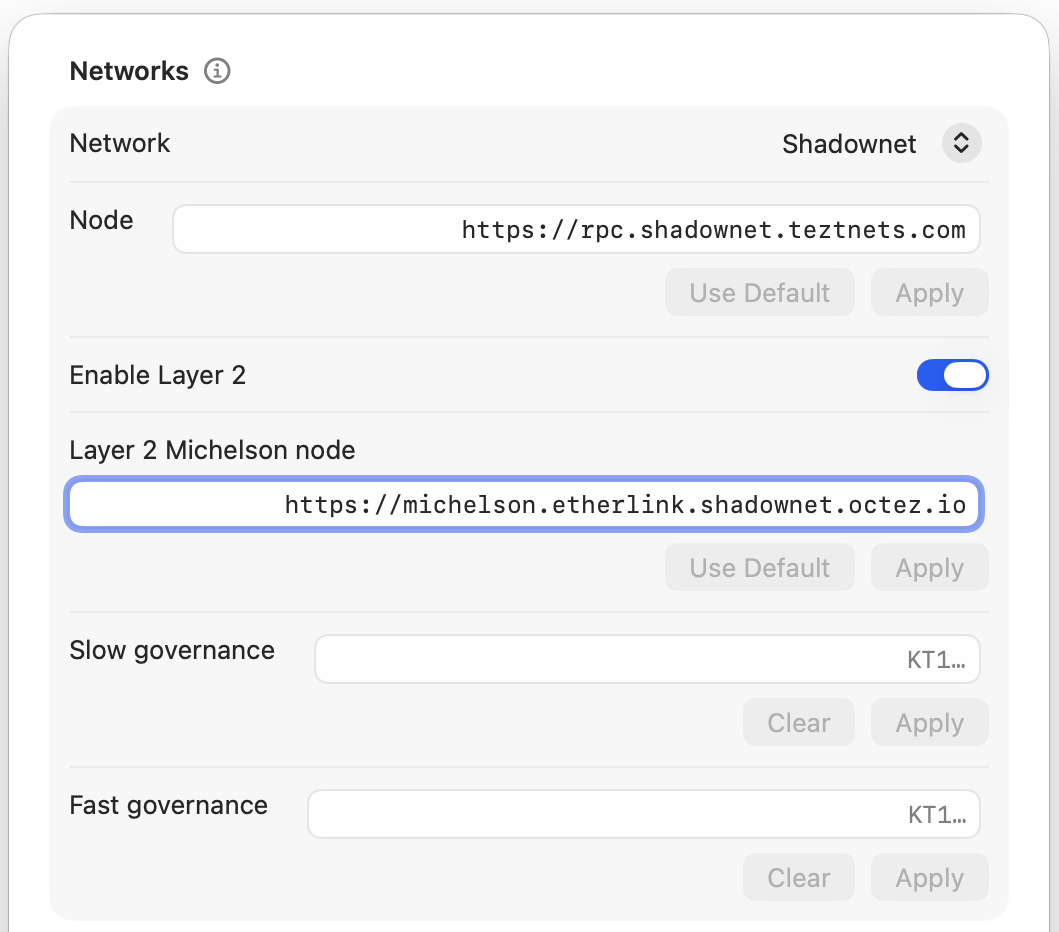 Networks
Network Shadownet
Node https://rpc.shadownet.teztnets.com
Use Default Apply
Enable Layer 2
Layer 2 Michelson node
https://michelson.etherlink.shadownet.octez.io
Use Default Apply
Slow governance KT1…
Clear Apply
Fast governance KT1…
Clear Apply